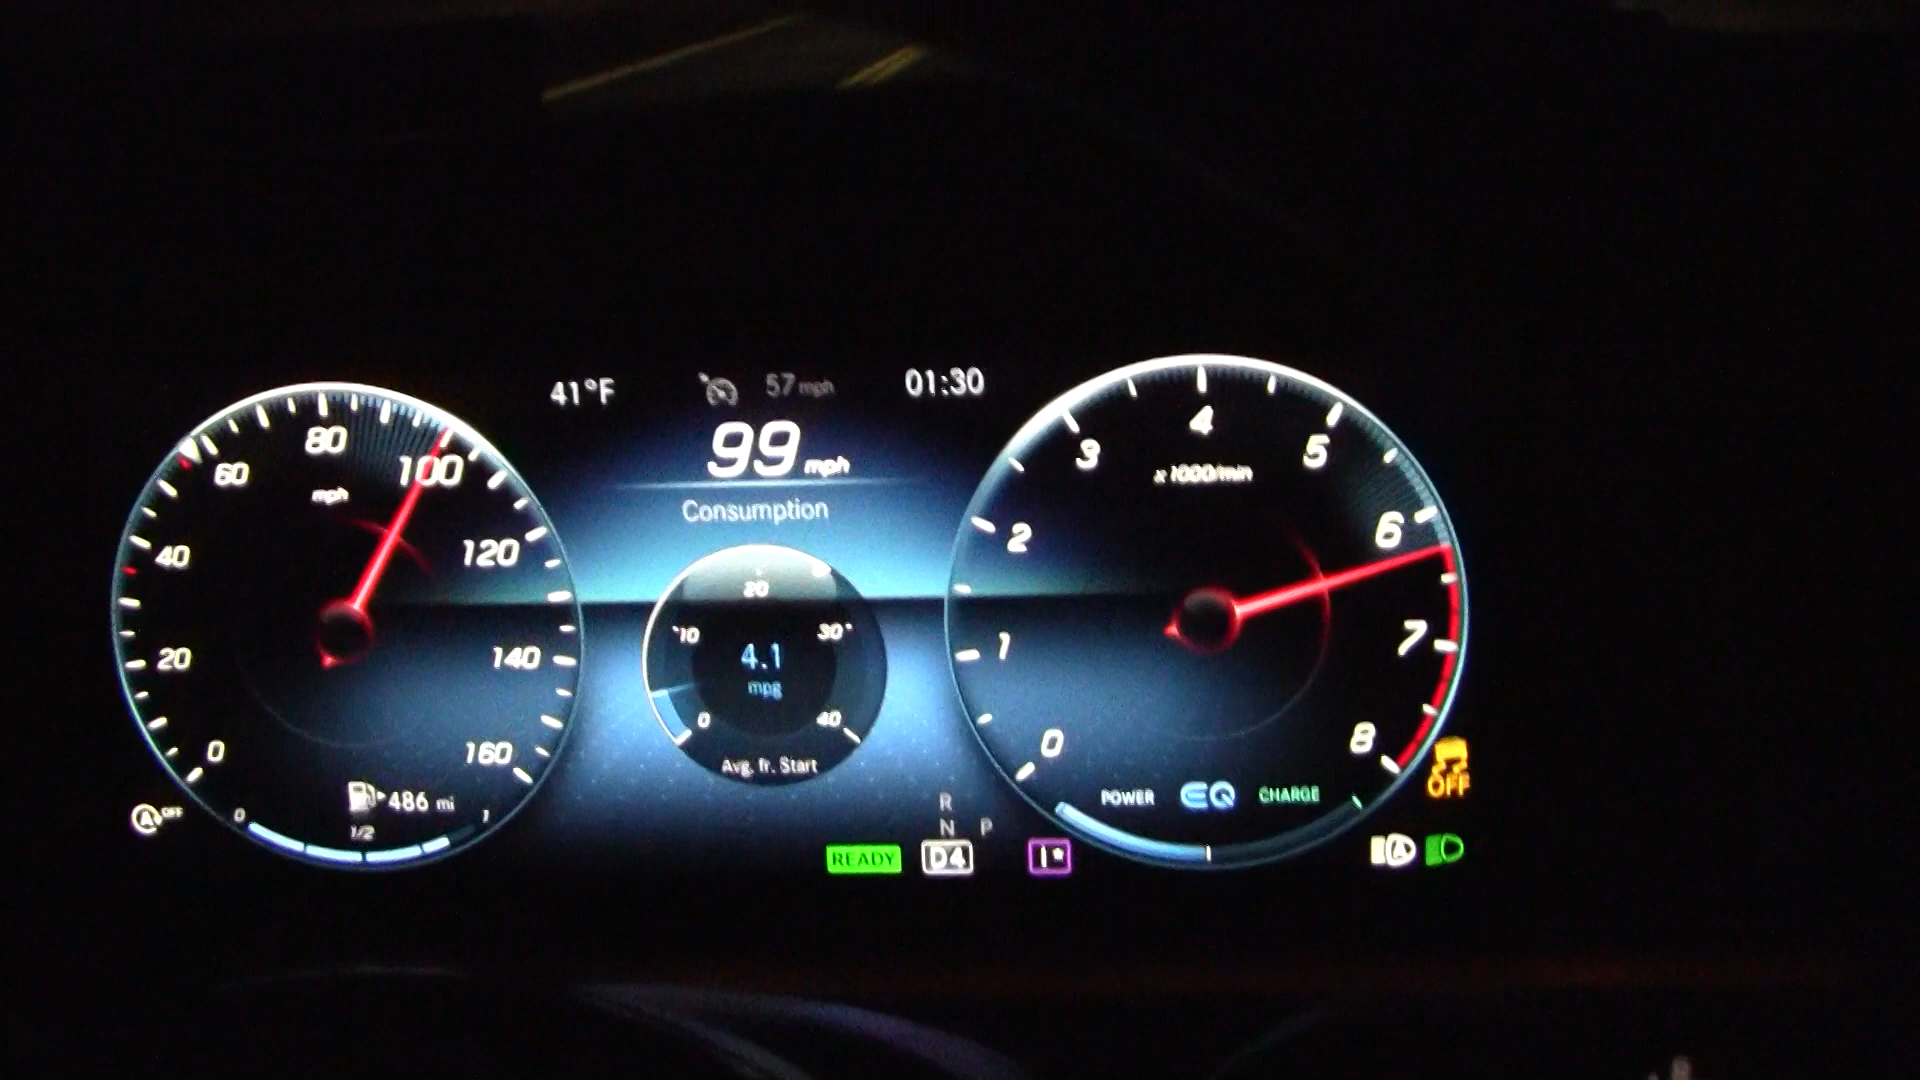 41°F
57 mph
01:30
99 mph
Consumption
0
20
40
60
80
100
120
140
160
mph
486 mi
0
1/2
1
A OFF
0
10
20
30
40
4.1
mpg
Avg. fr. Start
0
1
2
3
4
5
6
7
8
x 1000/min
POWER
EQ
CHARGE
R
N
P
READY
D4
I
OFF
A